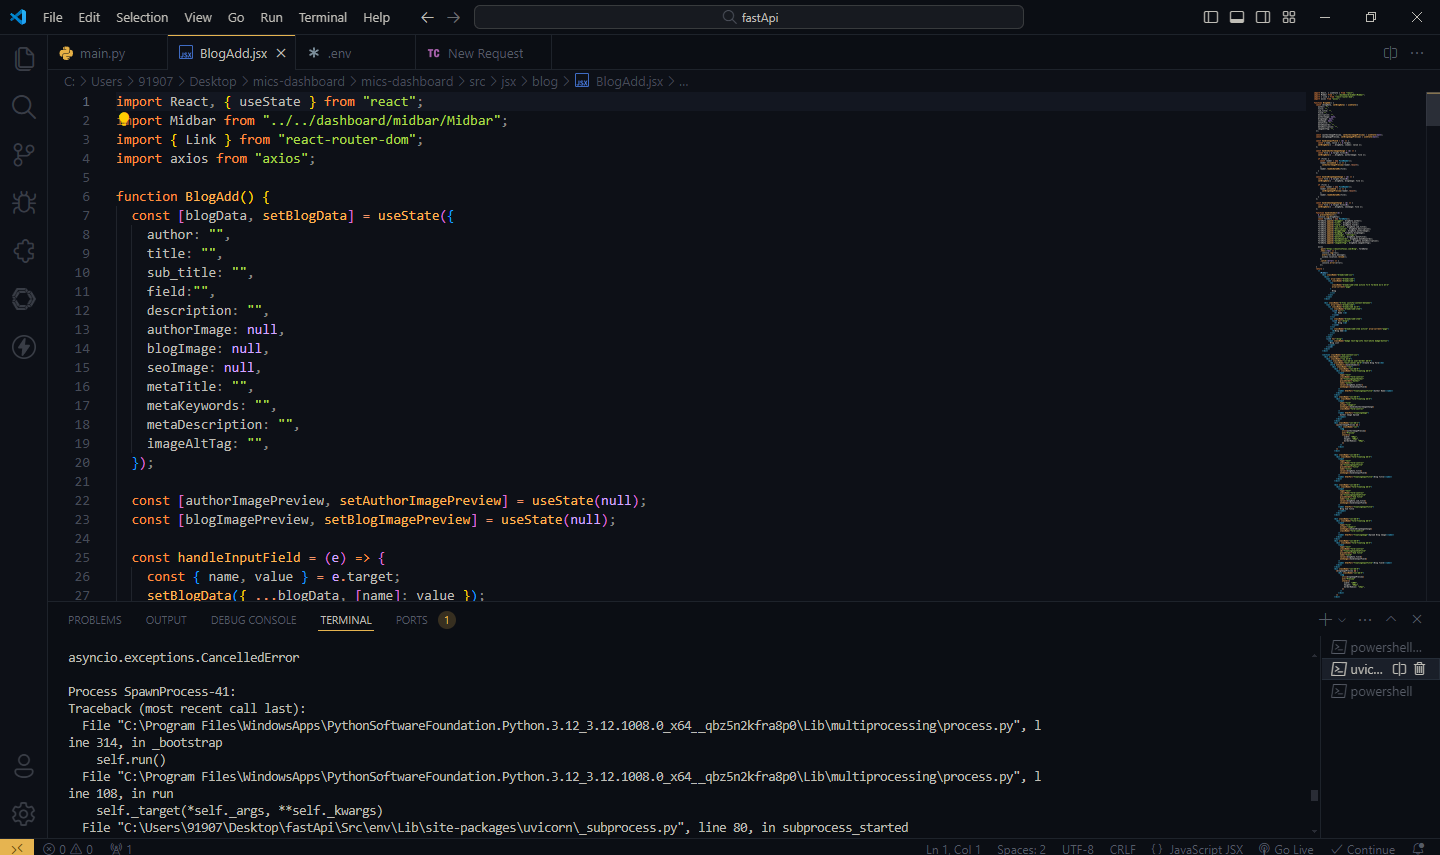 File Edit Selection View Go Run Terminal Help
fastApi
main.py
BlogAdd.jsx
.env
TC New Request
C: > Users > 91907 > Desktop > mics-dashboard > mics-dashboard > src > jsx > blog > BlogAdd.jsx > ...
1 import React, { useState } from "react";
2 import Midbar from "../../dashboard/midbar/Midbar";
3 import { Link } from "react-router-dom";
4 import axios from "axios";
5
6 function BlogAdd() {
7 const [blogData, setBlogData] = useState({
8 author: "",
9 title: "",
10 sub_title: "",
11 field:"",
12 description: "",
13 authorImage: null,
14 blogImage: null,
15 seoImage: null,
16 metaTitle: "",
17 metaKeywords: "",
18 metaDescription: "",
19 imageAltTag: "",
20 });
21
22 const [authorImagePreview, setAuthorImagePreview] = useState(null);
23 const [blogImagePreview, setBlogImagePreview] = useState(null);
24
25 const handleInputField = (e) => {
26 const { name, value } = e.target;
27 setBlogData({ ...blogData, [name]: value });
PROBLEMS OUTPUT DEBUG CONSOLE TERMINAL PORTS 1
powershell...
uvic...
powershell
asyncio.exceptions.CancelledError
Process SpawnProcess-41:
Traceback (most recent call last):
File "C:\Program Files\WindowsApps\PythonSoftwareFoundation.Python.3.12_3.12.1008.0_x64__qbz5n2kfra8p0\Lib\multiprocessing\process.py", l
ine 314, in _bootstrap
self.run()
File "C:\Program Files\WindowsApps\PythonSoftwareFoundation.Python.3.12_3.12.1008.0_x64__qbz5n2kfra8p0\Lib\multiprocessing\process.py", l
ine 108, in run
self._target(*self._args, **self._kwargs)
File "C:\Users\91907\Desktop\fastApi\Src\env\Lib\site-packages\uvicorn\_subprocess.py", line 80, in subprocess_started
0 0 1 Ln 1, Col 1 Spaces: 2 UTF-8 CRLF {} JavaScript JSX Go Live Continue